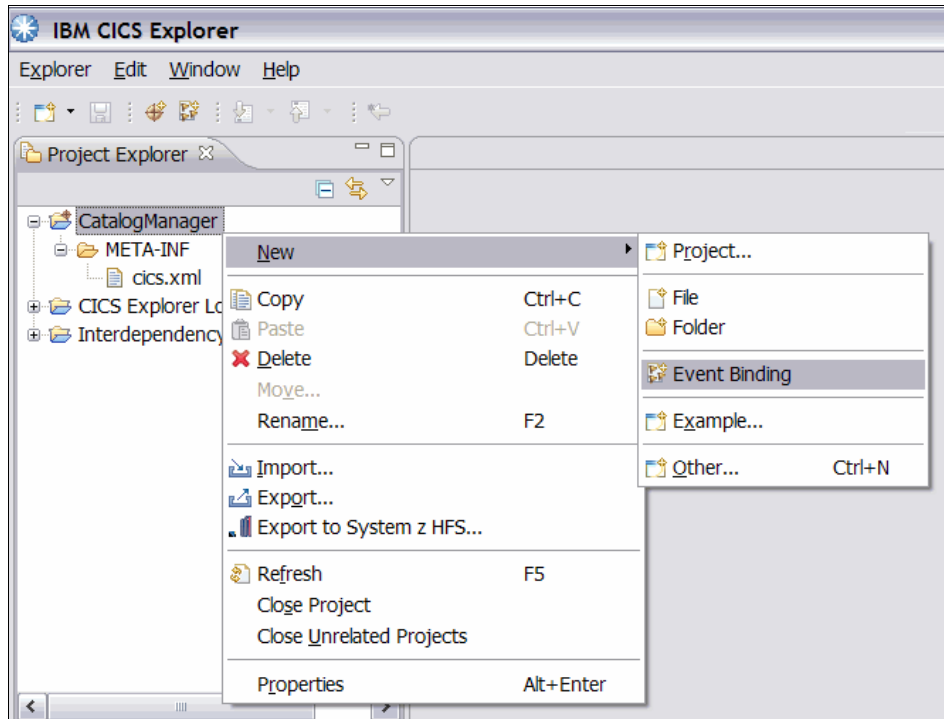 IBM CICS Explorer
Explorer Edit Window Help
Project Explorer
CatalogManager
META-INF
cics.xml
CICS Explorer Lo
Interdependency
New
Copy Ctrl+C
Paste Ctrl+V
Delete Delete
Move...
Rename... F2
Import...
Export...
Export to System z HFS...
Refresh F5
Close Project
Close Unrelated Projects
Properties Alt+Enter
Project...
File
Folder
Event Binding
Example...
Other... Ctrl+N